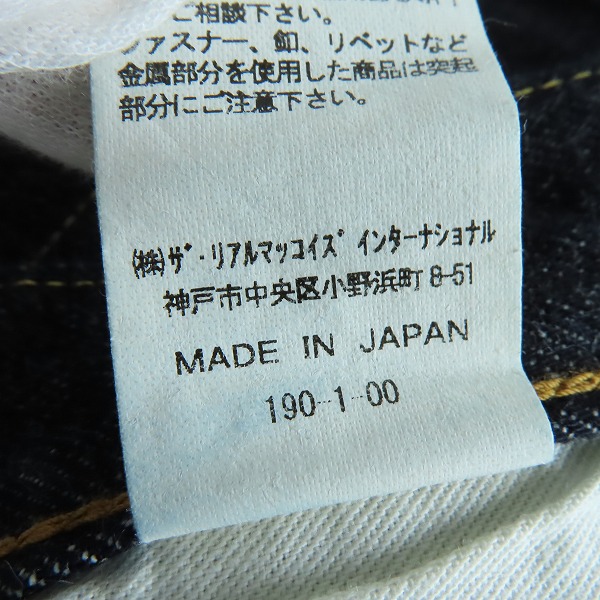 ご相談下さい。
ファスナー、釦、リベットなど
金属部分を使用した商品は突起
部分にご注意下さい。
㈱ｻﾞ･ﾘｱﾙﾏｯｺｲｽﾞ ｲﾝﾀｰﾅｼｮﾅﾙ
神戸市中央区小野浜町 8-51
MADE IN JAPAN
190-1-00